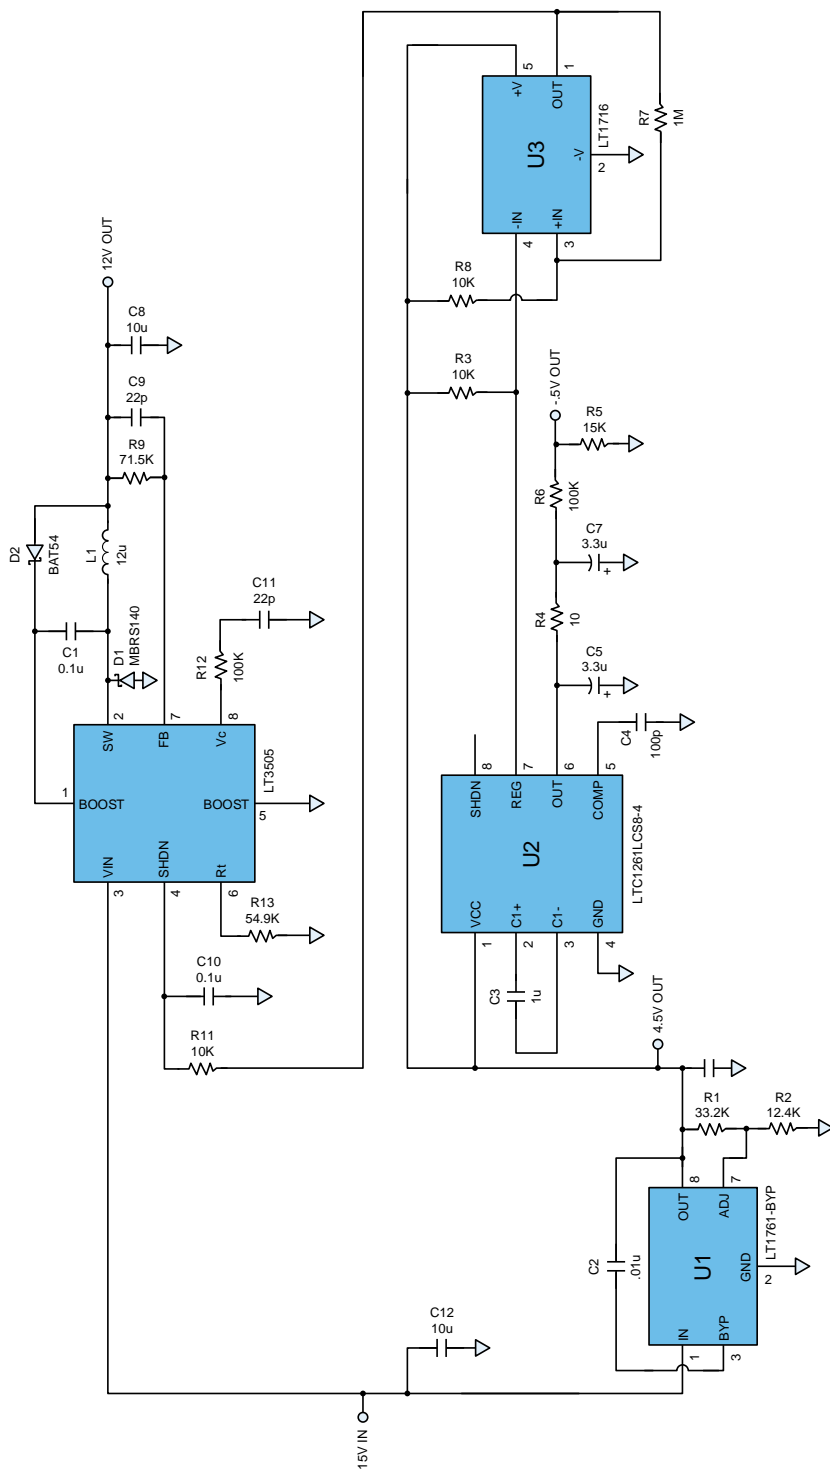 12V OUT
C8
10u
C9
22p
R9
71.5K
D2
BAT54
L1
12u
C1
0.1u
D1
MBRS140
C11
22p
R12
100K
SW
2
FB
7
Vc
8
1
BOOST
BOOST
5
LT3505
VIN
3
SHDN
4
Rt
6
R13
54.9K
C10
0.1u
R11
10K
+V
5
OUT
1
U3
LT1716
-V
2
R7
1M
-IN
4
+IN
3
R8
10K
R3
10K
-.5V OUT
R5
15K
R6
100K
C7
3.3u
+
R4
10
C5
3.3u
+
C4
100p
SHDN
8
REG
7
OUT
6
COMP
5
U2
LTC1261LCS8-4
VCC
1
C1+
2
C1-
3
GND
4
C3
1u
4.5V OUT
R1
33.2K
R2
12.4K
OUT
8
ADJ
7
C2
.01u
U1
LT1761-BYP
GND
2
IN
1
BYP
3
C12
10u
15V IN